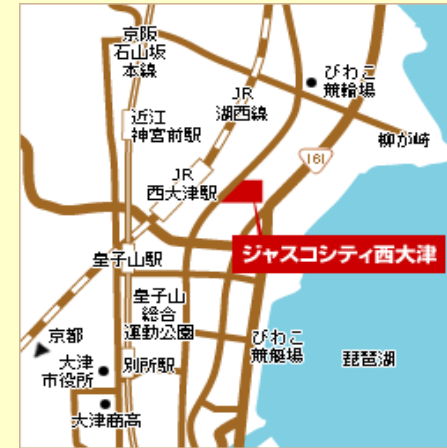 京阪
石山坂
本線
びわこ
競輪場
JR
湖西線
近江
神宮前駅
柳が崎
161
JR
西大津駅
ジャスコシティ西大津
皇子山駅
皇子山
総合
運動公園
京都
びわこ
競艇場
琵琶湖
大津
市役所
別所駅
大津商高